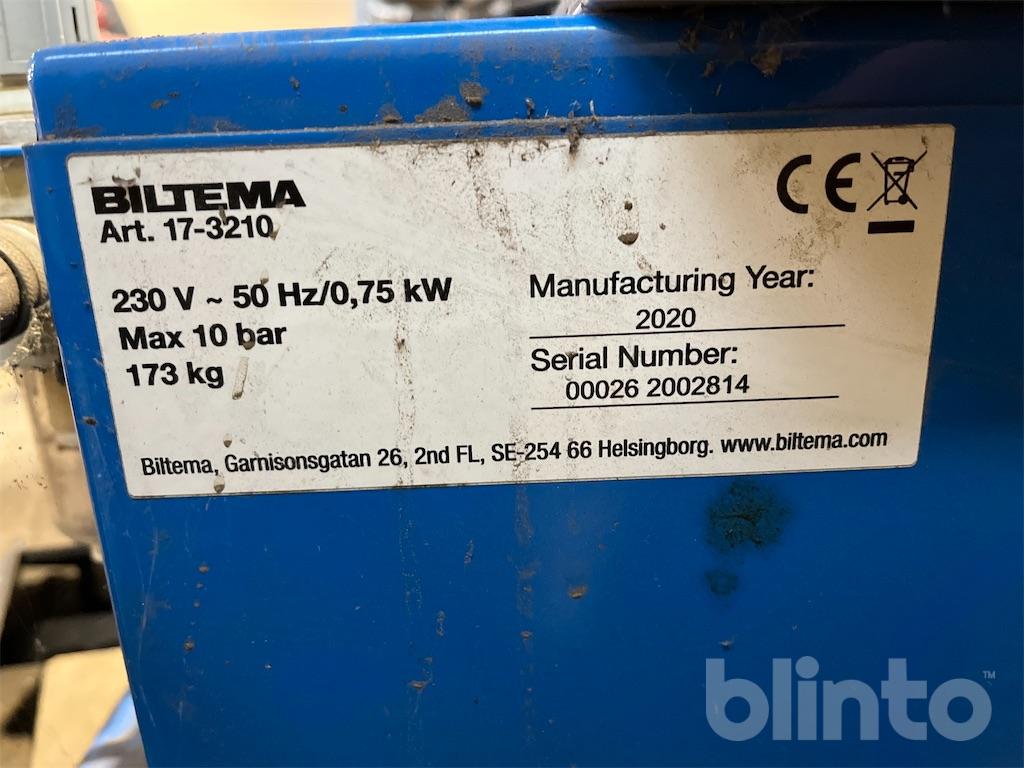 BILTEMA
Art. 17-3210
CE
230 V ~ 50 Hz/0,75 kW
Max 10 bar
173 kg
Manufacturing Year:
2020
Serial Number:
00026 2002814
Biltema, Garnisonsgatan 26, 2nd FL, SE-254 66 Helsingborg. www.biltema.com
blinto™